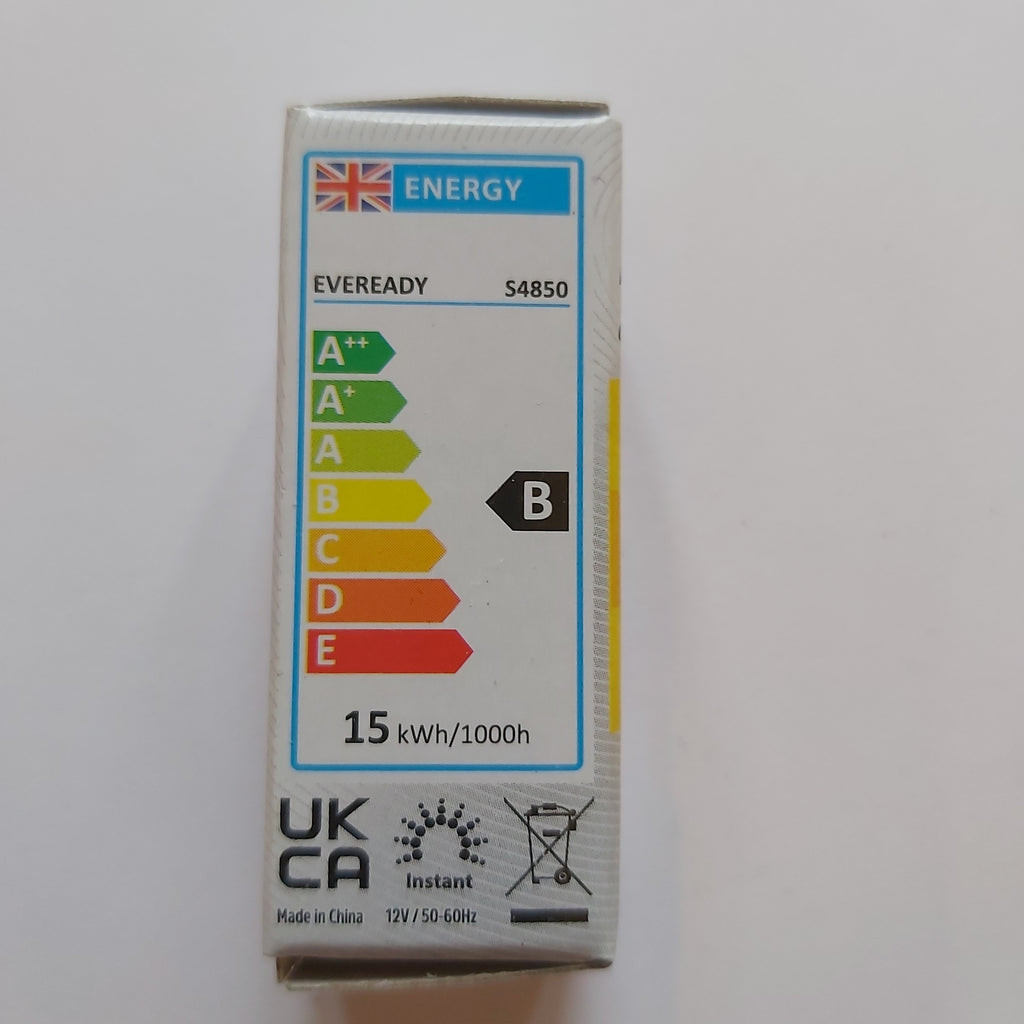 ENERGY
EVEREADY S4850
A++
A+
A
B
B
C
D
E
15 kWh/1000h
UK
CA
Instant
Made in China 12V / 50-60Hz